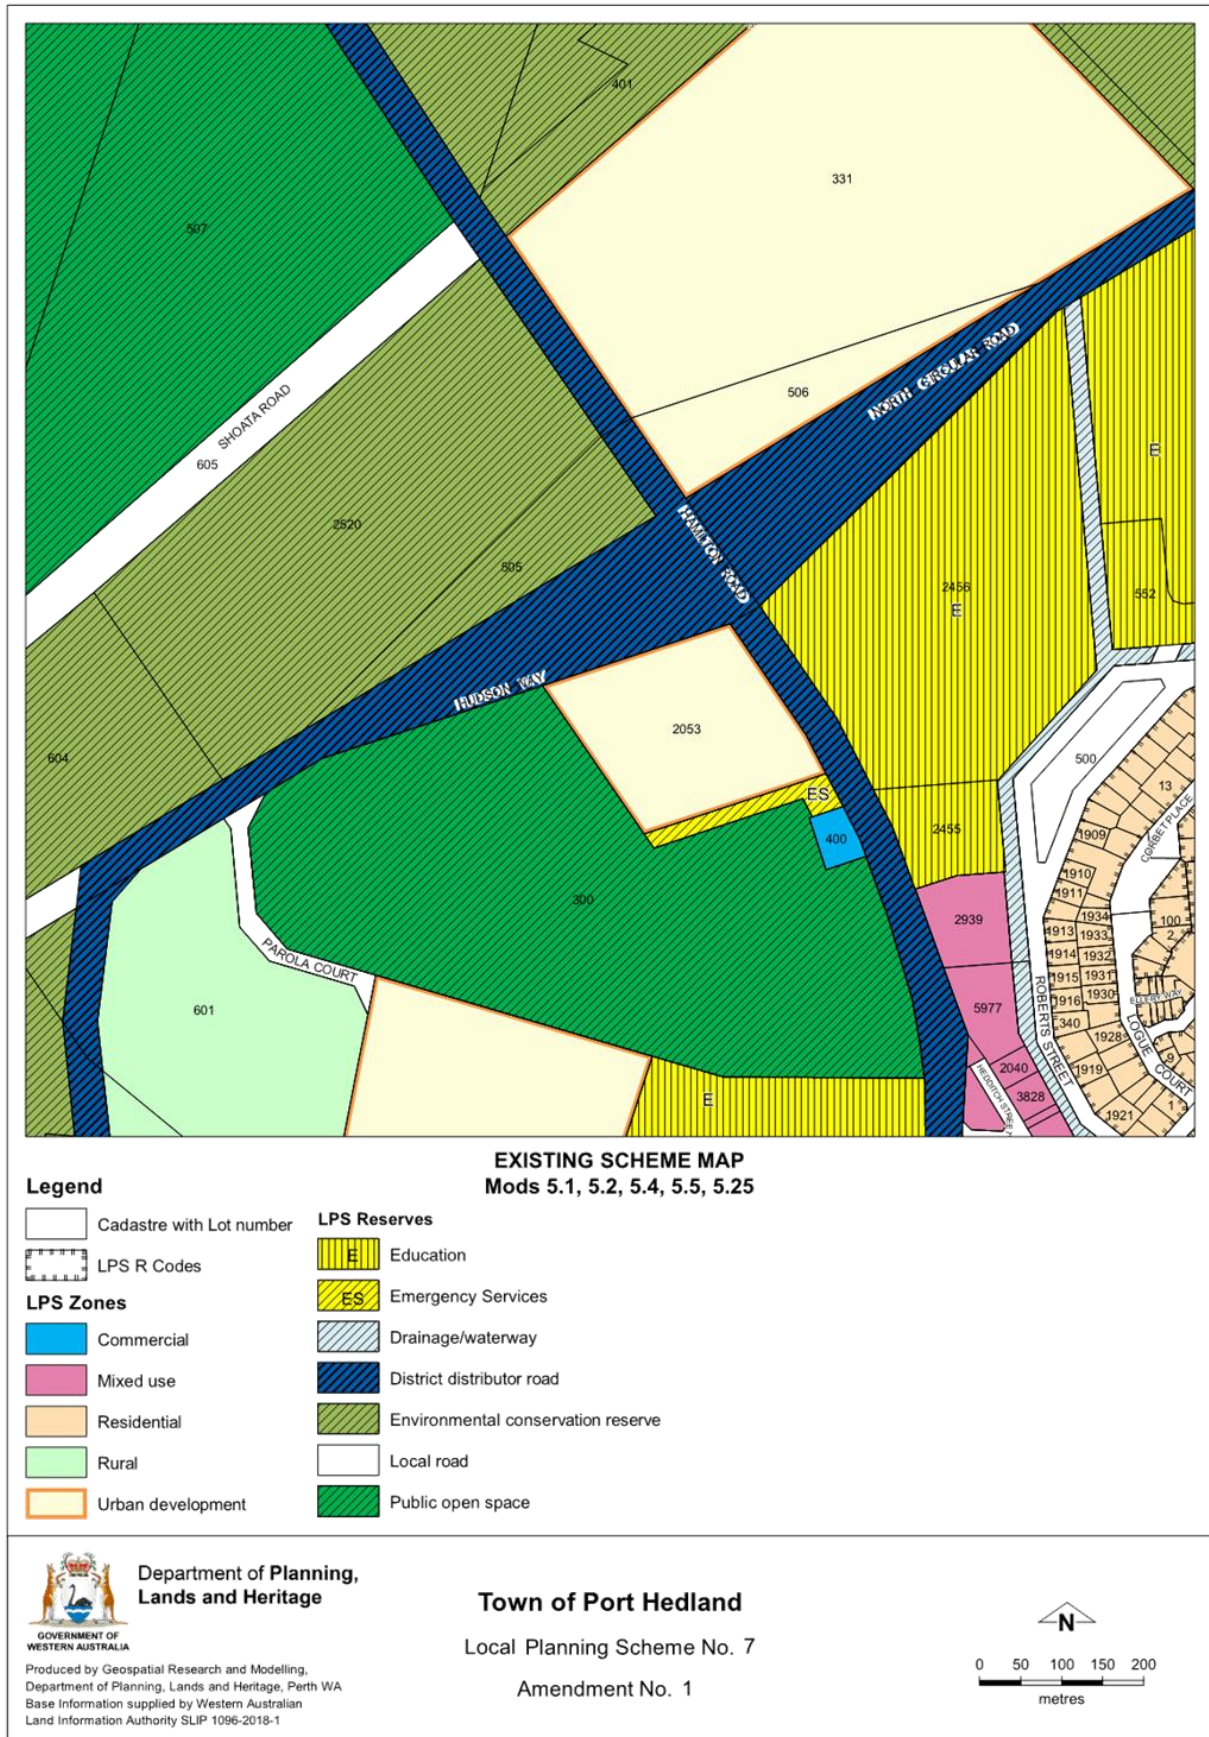 401
331
507
NORTH CIRCULAR ROAD
506
SHOATA ROAD
605
E
2520
HAMILTON ROAD
505
2456
E
552
HUDSON WAY
2053
604
500
13
ES
CORBET PLACE
400
2455
1909
1910
1911
300
2939
1934
100
1913
1933
2
PAROLA COURT
1914
1932
1915
1931
601
5977
1916
1930
ELLERY WAY
ROBERTS STREET
340
1928
LOGUE COURT
9
2040
1919
HEDDITCH STREET
3828
E
1921
1
EXISTING SCHEME MAP
Mods 5.1, 5.2, 5.4, 5.5, 5.25
Legend
Cadastre with Lot number
LPS R Codes
LPS Zones
Commercial
Mixed use
Residential
Rural
Urban development
LPS Reserves
E Education
ES Emergency Services
Drainage/waterway
District distributor road
Environmental conservation reserve
Local road
Public open space
GOVERNMENT OF
WESTERN AUSTRALIA
Department of Planning,
Lands and Heritage
Produced by Geospatial Research and Modelling,
Department of Planning, Lands and Heritage, Perth WA
Base Information supplied by Western Australian
Land Information Authority SLIP 1096-2018-1
Town of Port Hedland
Local Planning Scheme No. 7
Amendment No. 1
N
0 50 100 150 200
metres